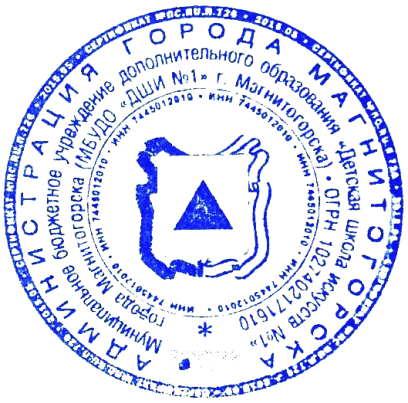 АДМИНИСТРАЦИЯ ГОРОДА МАГНИТОГОРСКА
Муниципальное бюджетное учреждение дополнительного образования «Детская школа искусств №1»
города Магнитогорска (МБУДО «ДШИ №1» г. Магнитогорска) • ОГРН 1027402171610
ИНН 7445012010 • ИНН 7445012010 • ИНН 7445012010 • ИНН 7445012010 • ИНН 7445012010 • ИНН 7445012010